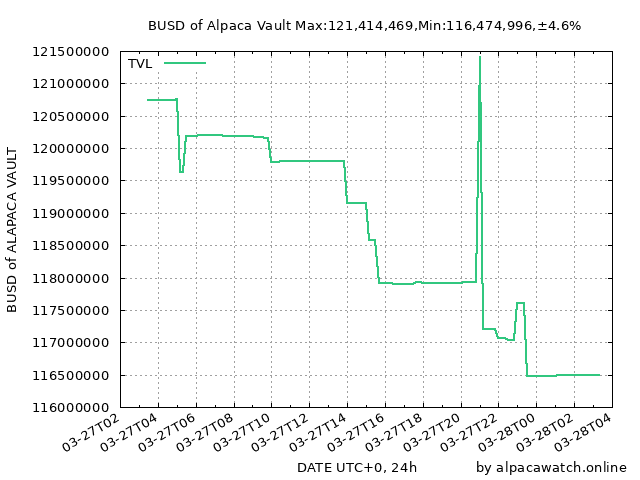 BUSD of Alpaca Vault Max:121,414,469,Min:116,474,996,±4.6%
TVL
121500000
121000000
120500000
120000000
119500000
119000000
118500000
118000000
117500000
117000000
116500000
116000000
BUSD of ALAPACA VAULT
03-27T02
03-27T04
03-27T06
03-27T08
03-27T10
03-27T12
03-27T14
03-27T16
03-27T18
03-27T20
03-27T22
03-28T00
03-28T02
03-28T04
DATE UTC+0, 24h
by alpacawatch.online